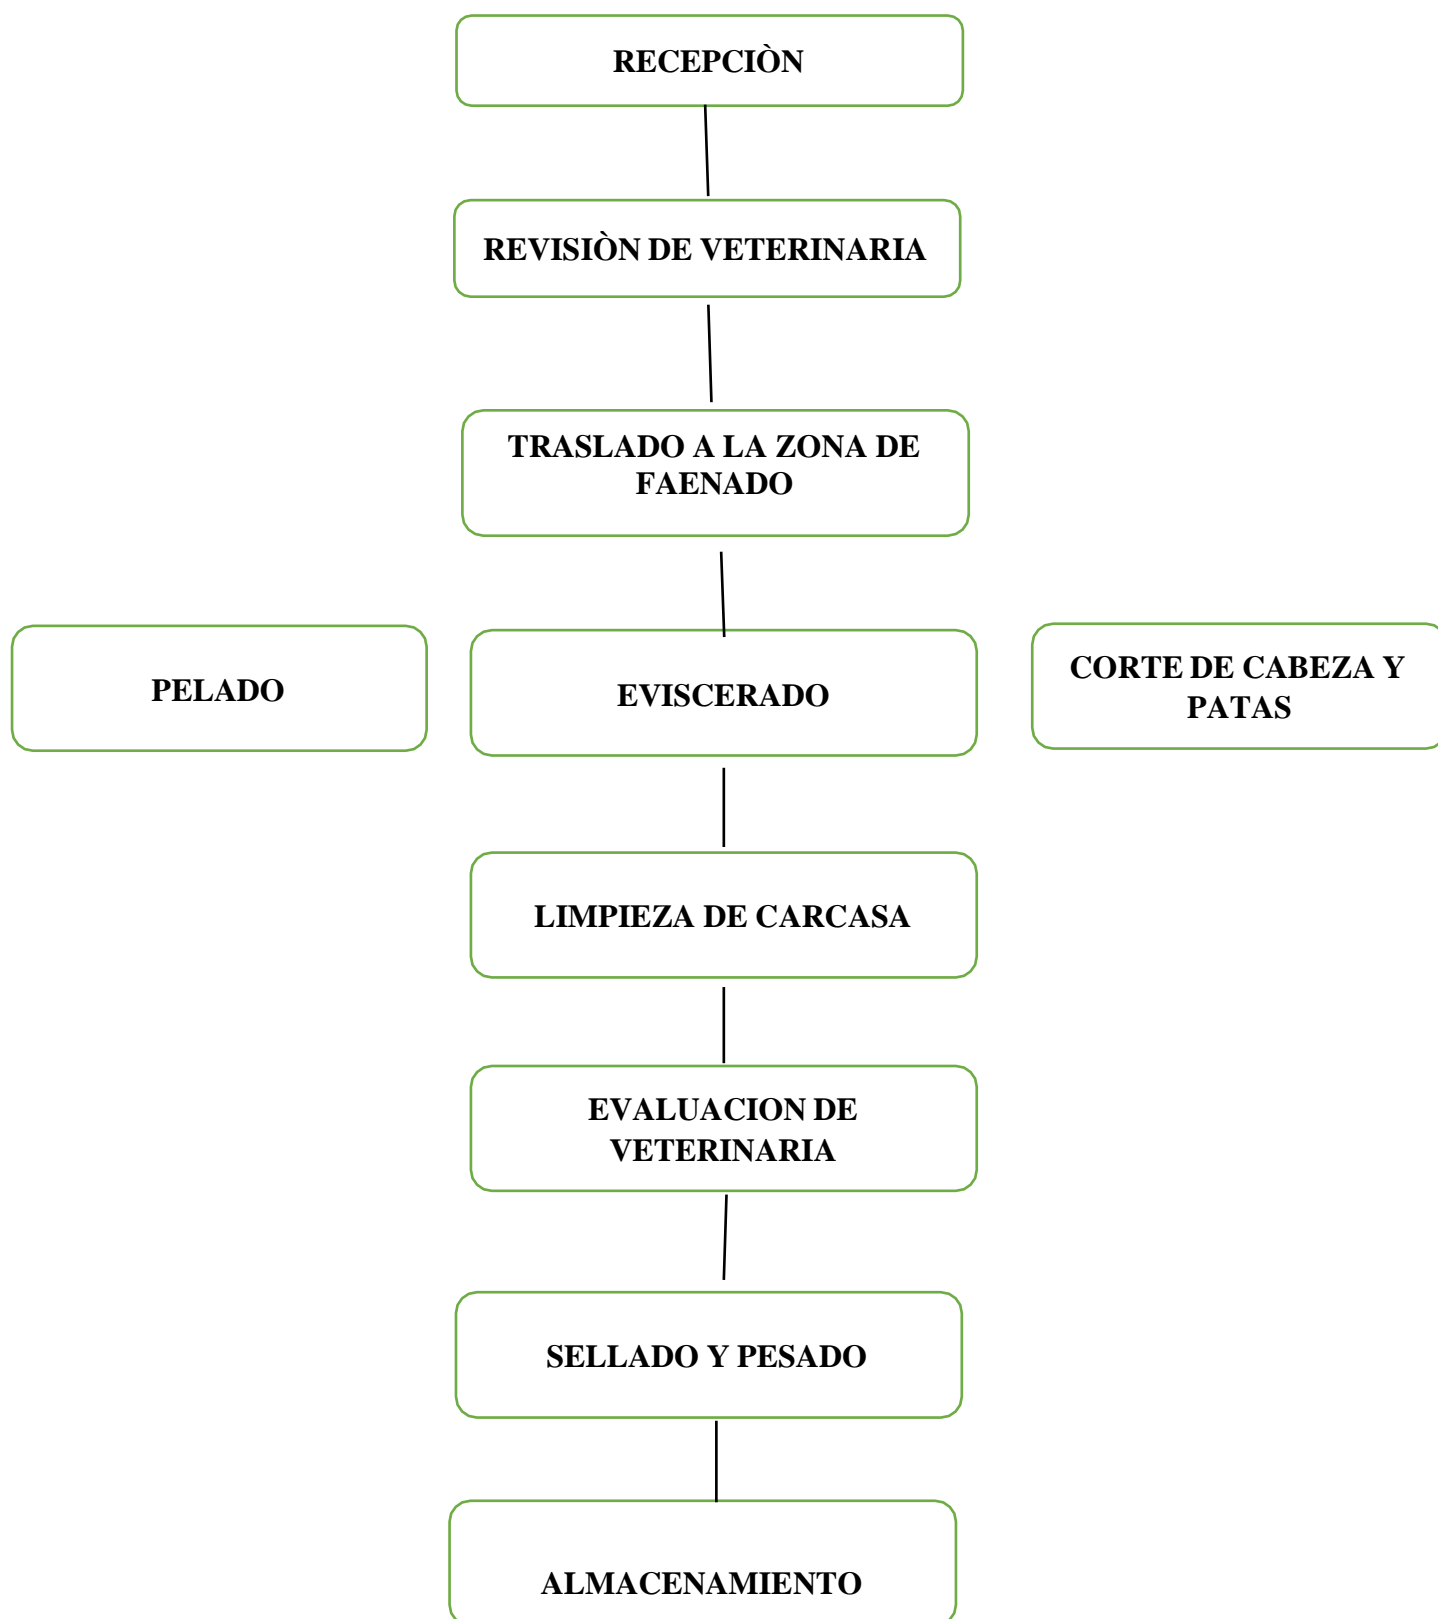 RECEPCIÒN
REVISIÒN DE VETERINARIA
TRASLADO A LA ZONA DE
FAENADO
PELADO
EVISCERADO
CORTE DE CABEZA Y
PATAS
LIMPIEZA DE CARCASA
EVALUACION DE
VETERINARIA
SELLADO Y PESADO
ALMACENAMIENTO